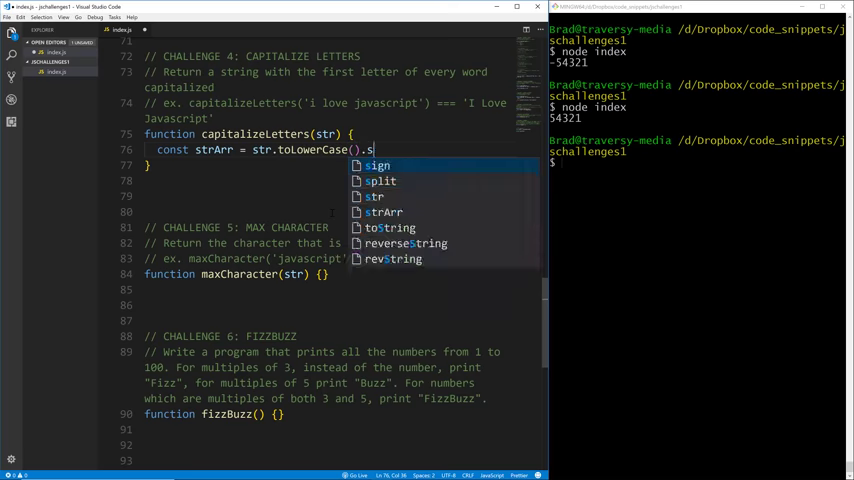 index.js - Visual Studio Code
File Edit Selection View Go Debug Tasks Help
EXPLORER
OPEN EDITORS 1 UNSAVED
index.js
JSCHALLENGES1
index.js
index.js
71
72 // CHALLENGE 4: CAPITALIZE LETTERS
73 // Return a string with the first letter of every word
capitalized
74 // ex. capitalizeLetters('i love javascript') === 'I Love
Javascript'
75 function capitalizeLetters(str) {
76 const strArr = str.toLowerCase().s
77 }
78
79
80
81 // CHALLENGE 5: MAX CHARACTER
82 // Return the character that is
83 // ex. maxCharacter('javascript'
84 function maxCharacter(str) {}
85
86
87
88 // CHALLENGE 6: FIZZBUZZ
89 // Write a program that prints all the numbers from 1 to
100. For multiples of 3, instead of the number, print
"Fizz", for multiples of 5 print "Buzz". For numbers
which are multiples of both 3 and 5, print "FizzBuzz".
90 function fizzBuzz() {}
91
92
93
sign
split
str
strArr
toString
reverseString
revString
0 0
Go Live Ln 76, Col 36 Spaces: 2 UTF-8 CRLF JavaScript Prettier
MINGW64:/d/Dropbox/code_snippets/jschallenges1
Brad@traversy-media /d/Dropbox/code_snippets/j
schallenges1
$ node index
-54321
Brad@traversy-media /d/Dropbox/code_snippets/j
schallenges1
$ node index
54321
Brad@traversy-media /d/Dropbox/code_snippets/j
schallenges1
$